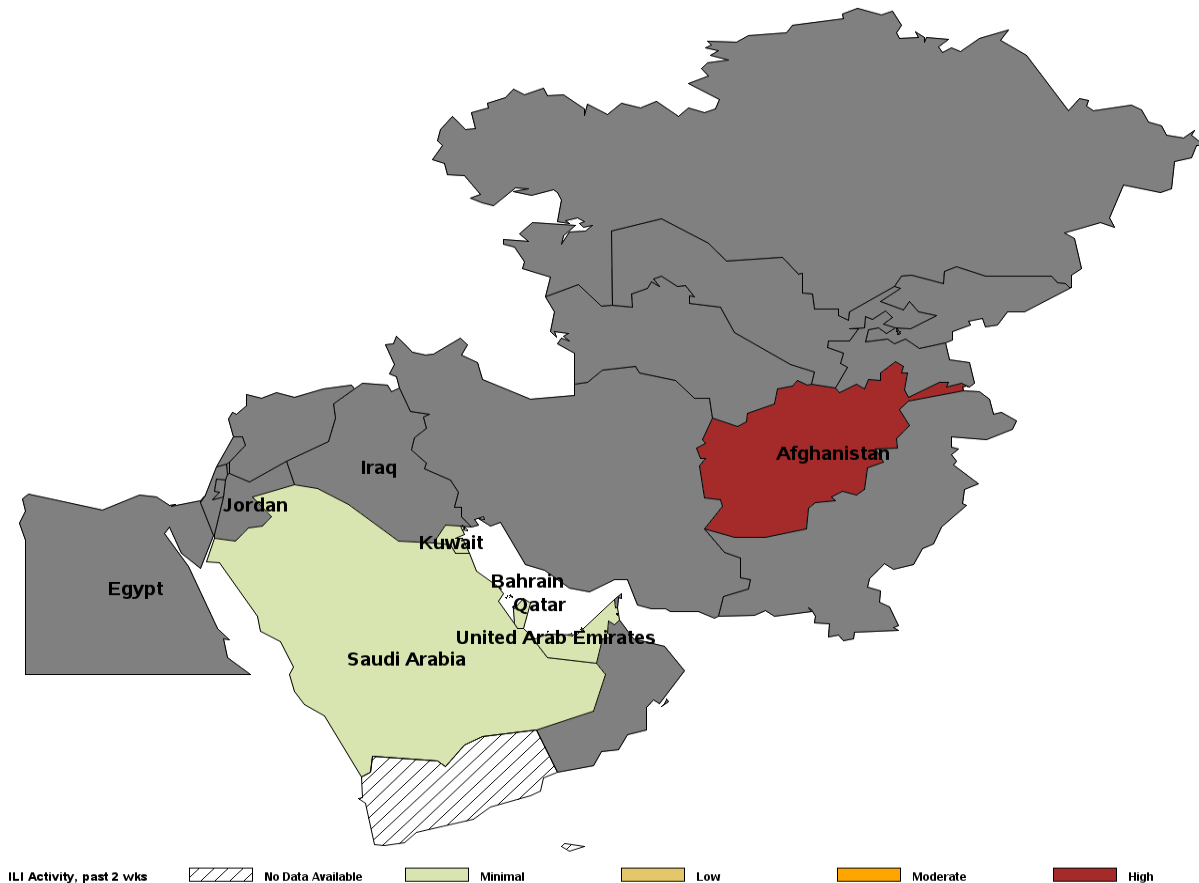 Afghanistan
Iraq
Jordan
Kuwait
Bahrain
Egypt
Qatar
United Arab Emirates
Saudi Arabia
ILI Activity, past 2 wks No Data Available Minimal Low Moderate High